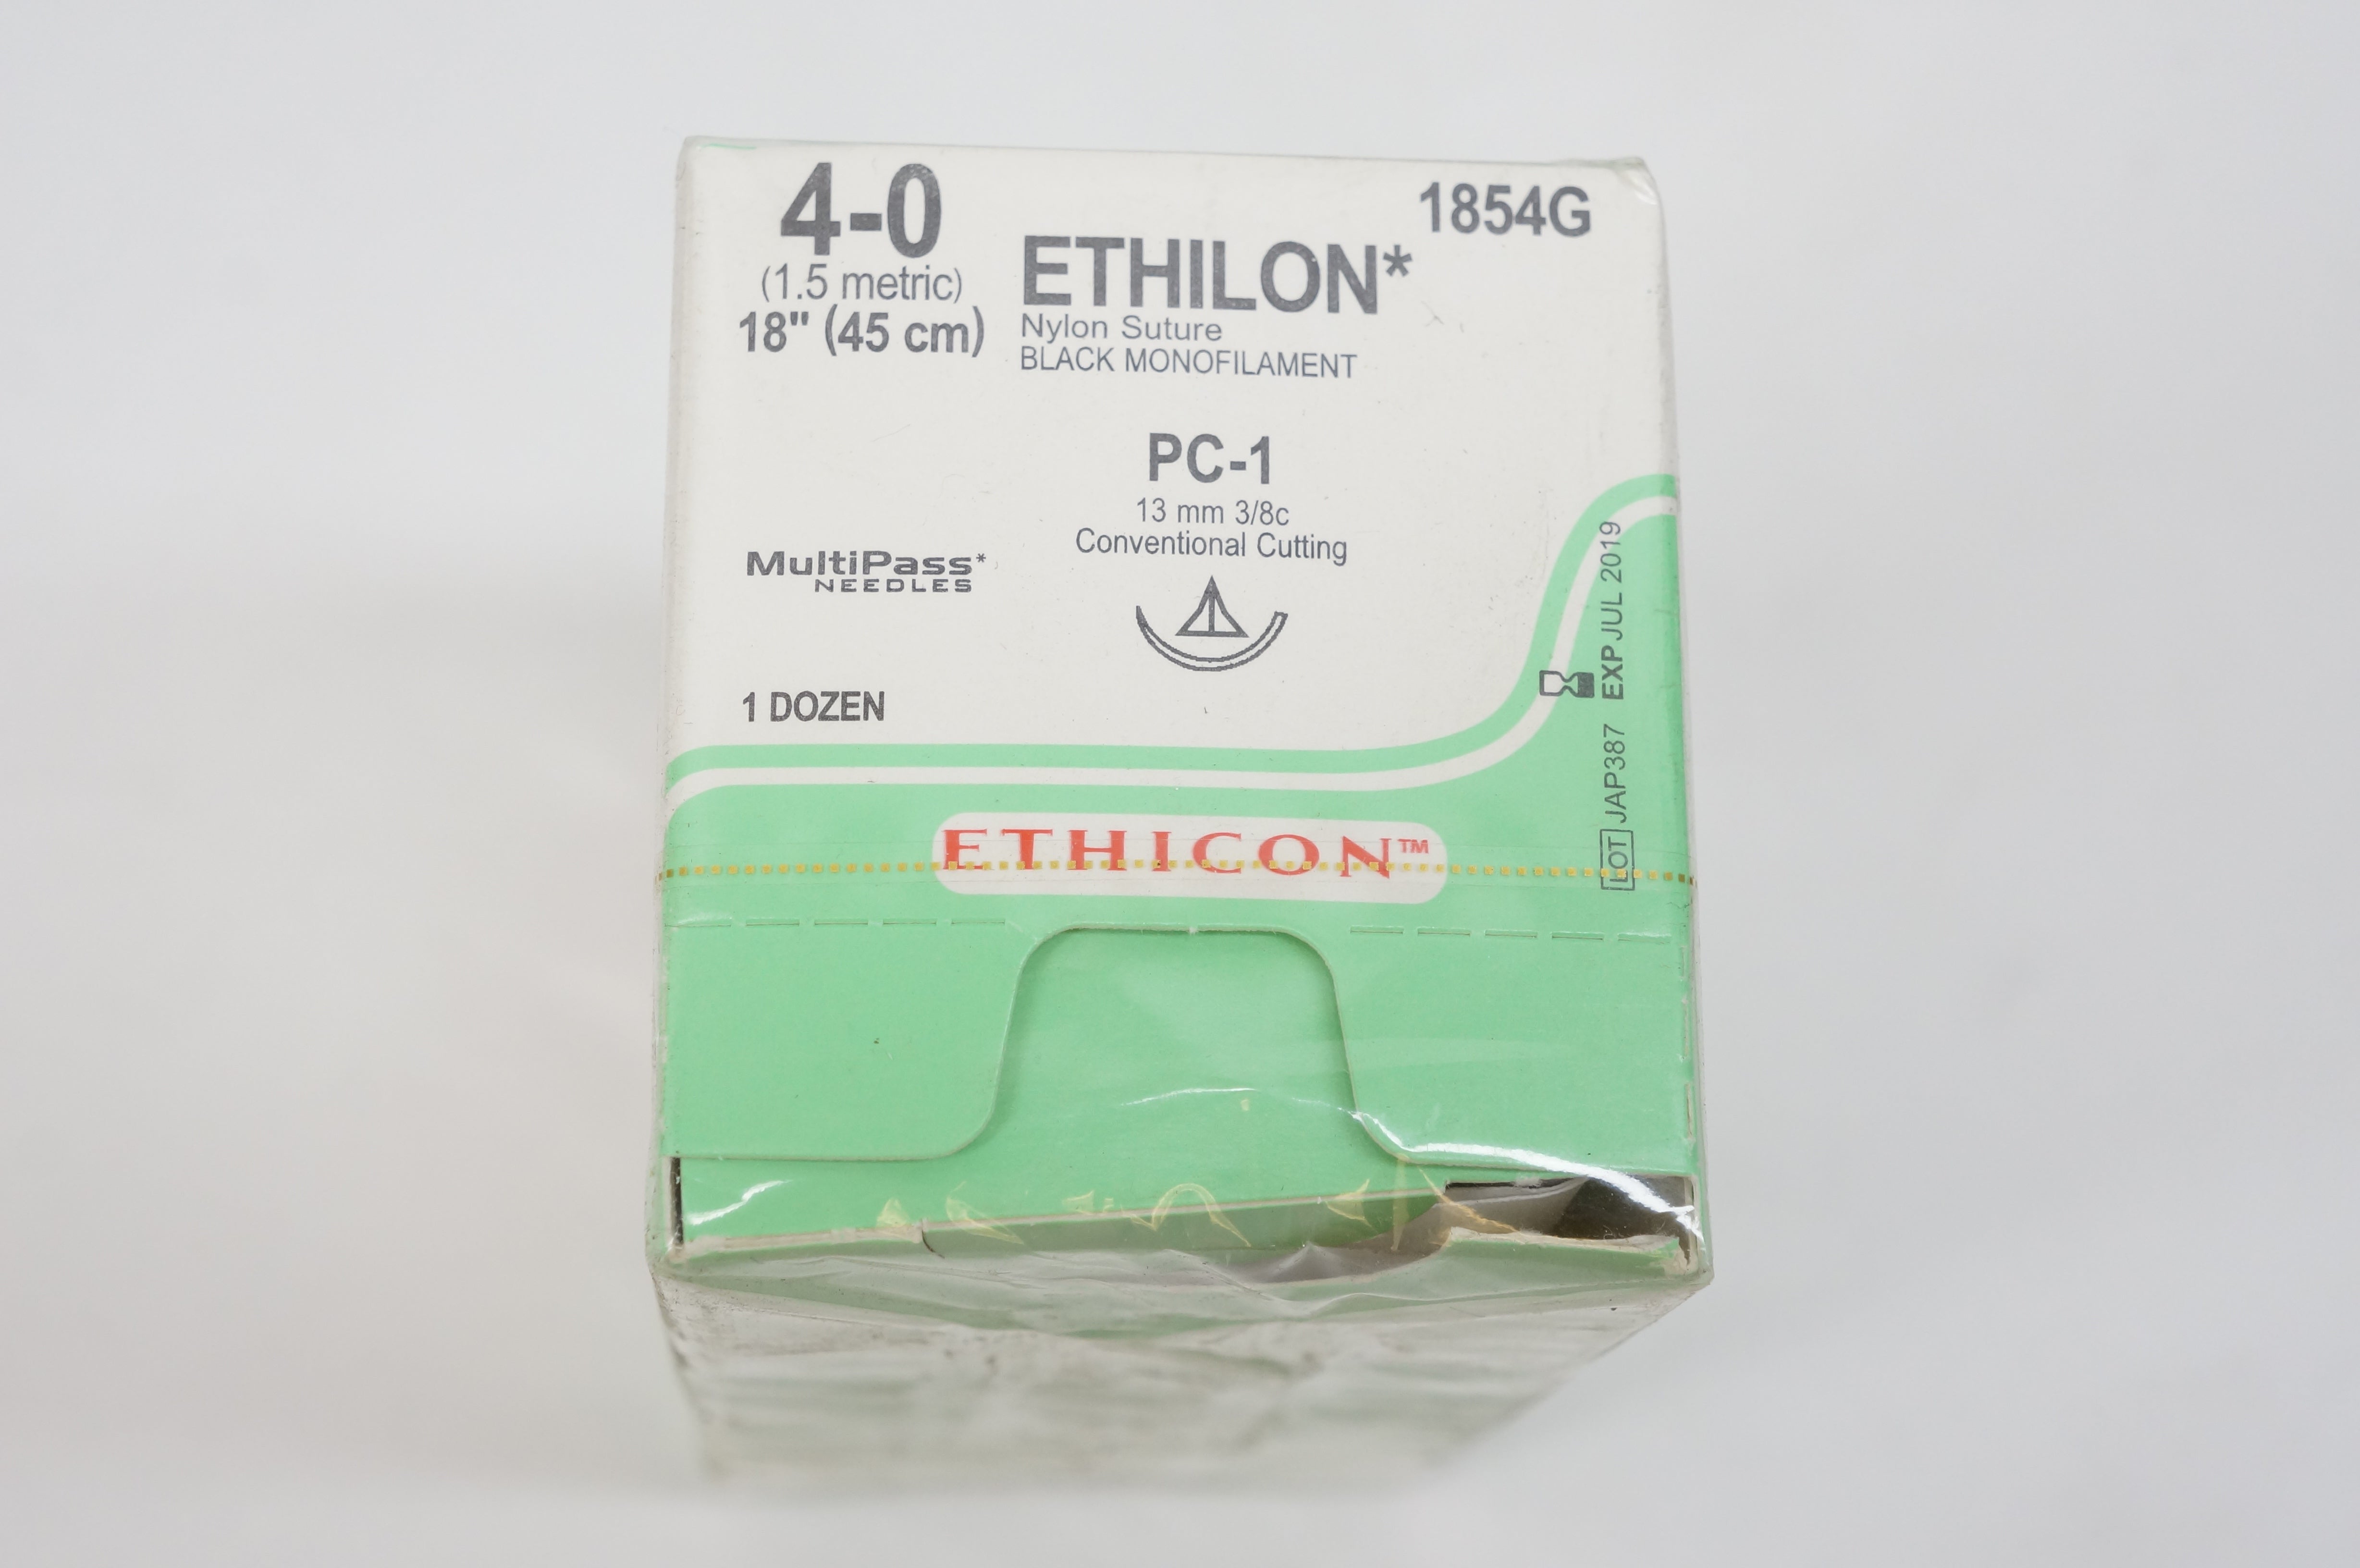 4-0
(1.5 metric)
18" (45 cm)
1854G
ETHILON*
Nylon Suture
BLACK MONOFILAMENT
PC-1
13 mm 3/8c
Conventional Cutting
MultiPass*
NEEDLES
1 DOZEN
EXP JUL 2019
LOT JAP387
ETHICON™